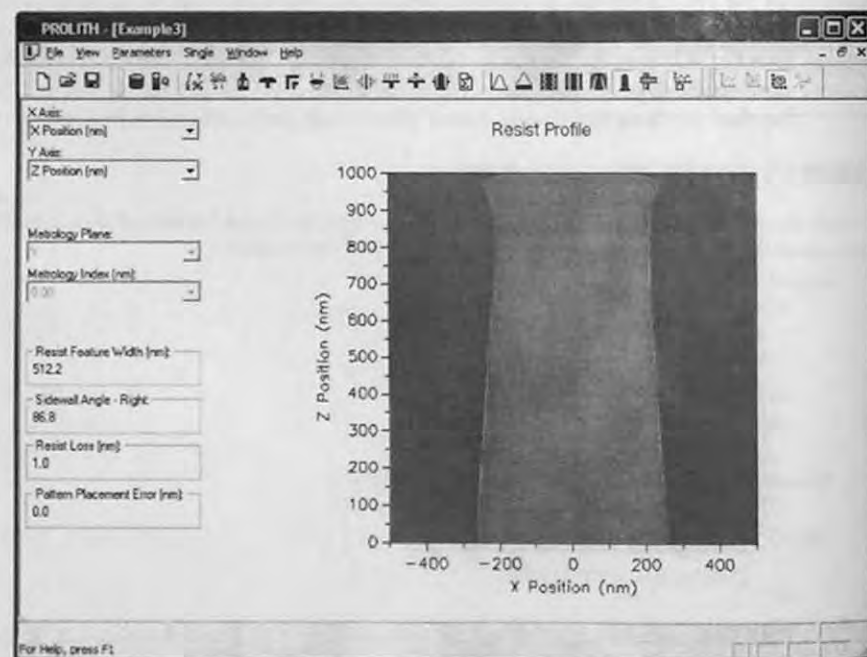 PROLITH - [Example3]
File View Parameters Single Window Help
X Axis:
X Position (nm)
Y Axis:
Z Position (nm)
Metrology Plane:
Y
Metrology Index (nm):
0.00
Resist Feature Width (nm):
512.2
Sidewall Angle - Right:
86.8
Resist Loss (nm):
1.0
Pattern Placement Error (nm):
0.0
Resist Profile
1000
900
800
700
600
500
400
300
200
100
0
Z Position (nm)
-400 -200 0 200 400
X Position (nm)
For Help, press F1